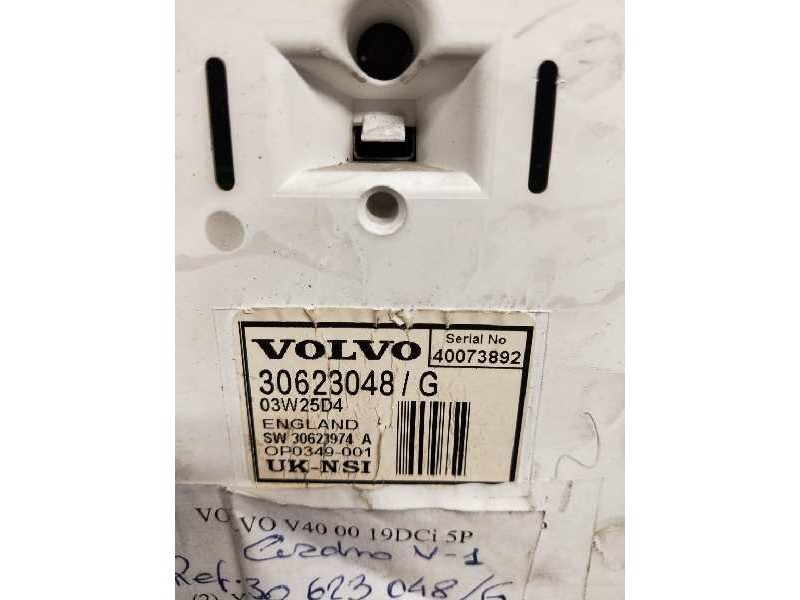 VOLVO
Serial No
40073892
30623048/G
03W25D4
ENGLAND
SW 30623974 A
OP0349-001
UK-NSI
VOLVO V40 00 19DCi 5P
Cuadro V-1
Ref: 30 623 048/G